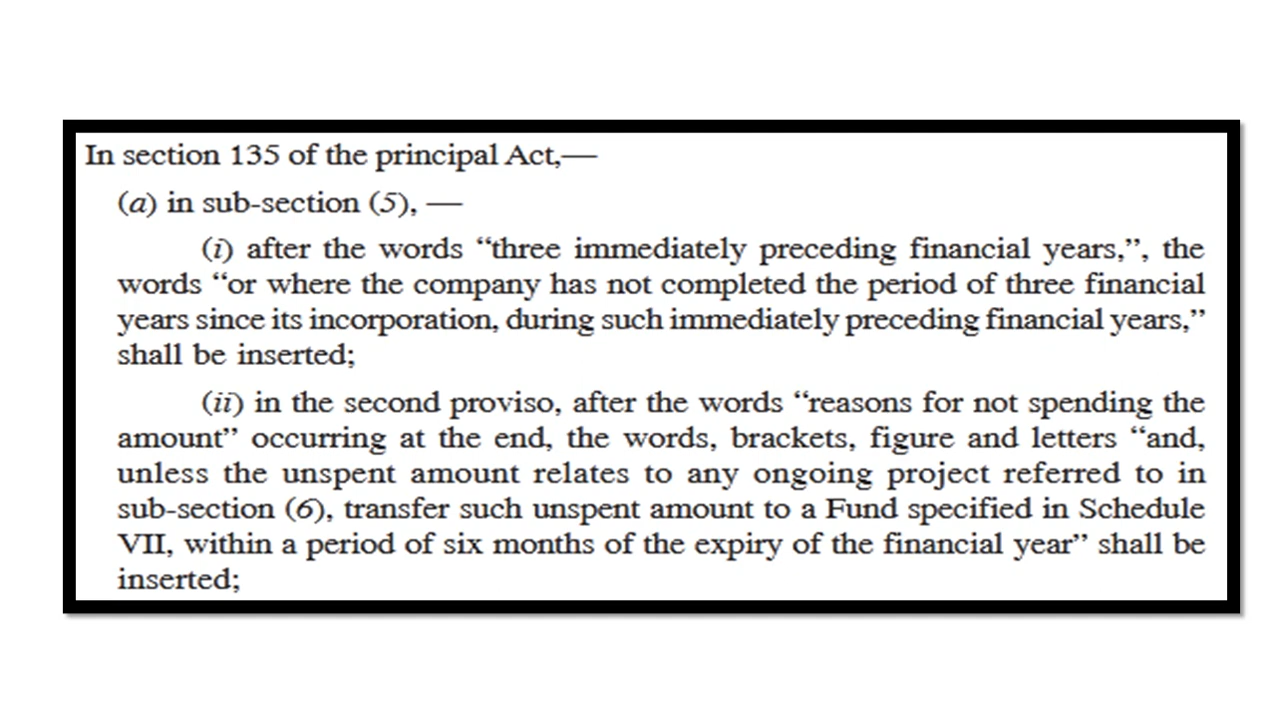 In section 135 of the principal Act,—
(a) in sub-section (5), —
(i) after the words “three immediately preceding financial years,”, the
words “or where the company has not completed the period of three financial
years since its incorporation, during such immediately preceding financial years,”
shall be inserted;
(ii) in the second proviso, after the words “reasons for not spending the
amount” occurring at the end, the words, brackets, figure and letters “and,
unless the unspent amount relates to any ongoing project referred to in
sub-section (6), transfer such unspent amount to a Fund specified in Schedule
VII, within a period of six months of the expiry of the financial year” shall be
inserted;